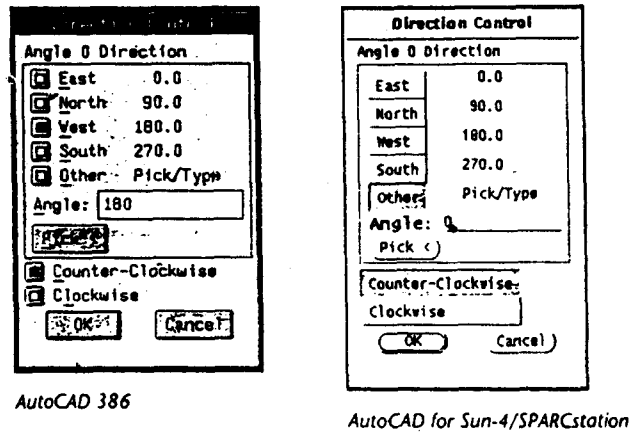 Direction Control
Angle 0 Direction
East 0.0
North 90.0
West 180.0
South 270.0
Other Pick/Type
Angle: 180
Counter-Clockwise
Clockwise
OK Cancel
AutoCAD 386
Direction Control
Angle 0 Direction
East 0.0
North 90.0
West 180.0
South 270.0
Other Pick/Type
Angle: 0
Pick <
Counter-Clockwise
Clockwise
OK Cancel
AutoCAD for Sun-4/SPARCstation